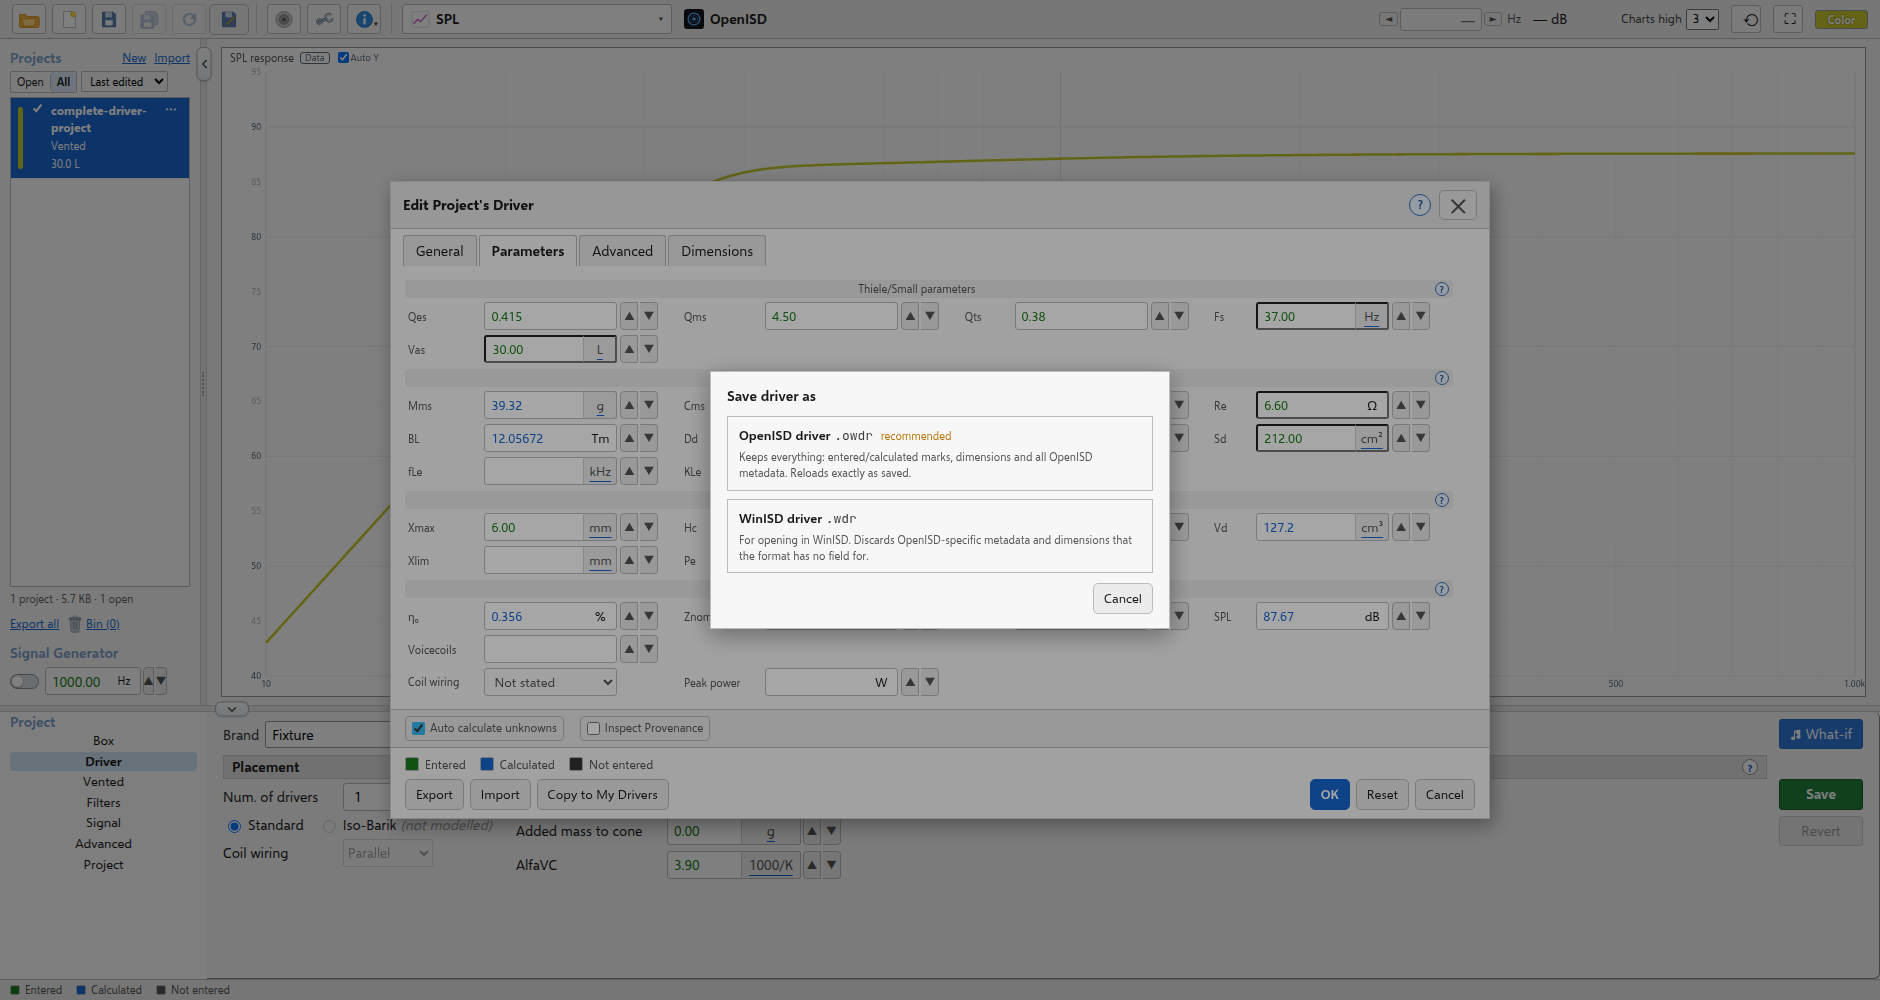 SPL
OpenISD
—
Hz
— dB
Charts high
3
Color
Projects
New
Import
Open
All
Last edited
complete-driver-project
Vented
30.0 L
1 project · 5.7 KB · 1 open
Export all
Bin (0)
Signal Generator
1000.00 Hz
SPL response
Data
Auto Y
95
90
85
80
75
70
65
60
55
50
45
40
10
500
1.00k
Edit Project's Driver
?
General
Parameters
Advanced
Dimensions
Thiele/Small parameters
?
Qes 0.415
Qms 4.50
Qts 0.38
Fs 37.00 Hz
Vas 30.00 L
?
Mms 39.32 g
Cms
Re 6.60 Ω
BL 12.05672 Tm
Dd
Sd 212.00 cm²
fLe kHz
KLe
?
Xmax 6.00 mm
Hc
Vd 127.2 cm³
Xlim mm
Pe
?
η₀ 0.356 %
Znom
SPL 87.67 dB
Voicecoils
Coil wiring Not stated
Peak power W
Auto calculate unknowns
Inspect Provenance
Entered
Calculated
Not entered
Export
Import
Copy to My Drivers
OK
Reset
Cancel
Save driver as
OpenISD driver .owdr recommended
Keeps everything: entered/calculated marks, dimensions and all OpenISD
metadata. Reloads exactly as saved.
WinISD driver .wdr
For opening in WinISD. Discards OpenISD-specific metadata and dimensions that
the format has no field for.
Cancel
Project
Box
Driver
Vented
Filters
Signal
Advanced
Project
Brand Fixture
Placement
?
Num. of drivers 1
Standard
Iso-Barik (not modelled)
Coil wiring Parallel
Added mass to cone 0.00 g
AlfaVC 3.90 1000/K
What-if
Save
Revert
Entered
Calculated
Not entered